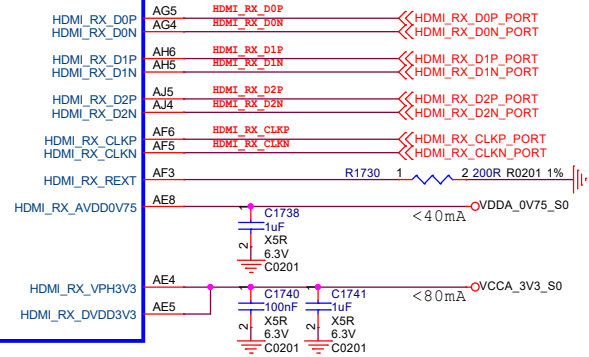 HDMI_RX_D0P AG5 HDMI_RX_D0P HDMI_RX_D0P_PORT
HDMI_RX_D0N AG4 HDMI_RX_D0N HDMI_RX_D0N_PORT
HDMI_RX_D1P AH6 HDMI_RX_D1P HDMI_RX_D1P_PORT
HDMI_RX_D1N AH5 HDMI_RX_D1N HDMI_RX_D1N_PORT
HDMI_RX_D2P AJ5 HDMI_RX_D2P HDMI_RX_D2P_PORT
HDMI_RX_D2N AJ4 HDMI_RX_D2N HDMI_RX_D2N_PORT
HDMI_RX_CLKP AF6 HDMI_RX_CLKP HDMI_RX_CLKP_PORT
HDMI_RX_CLKN AF5 HDMI_RX_CLKN HDMI_RX_CLKN_PORT
HDMI_RX_REXT AF3 R1730 1 2 200R R0201 1%
HDMI_RX_AVDD0V75 AE8 VDDA_0V75_S0
<40mA
1 C1738
1uF
2 X5R
6.3V
C0201
HDMI_RX_VPH3V3 AE4 VCCA_3V3_S0
<80mA
HDMI_RX_DVDD3V3 AE5
1 C1740 1 C1741
100nF 1uF
2 X5R 2 X5R
6.3V 6.3V
C0201 C0201